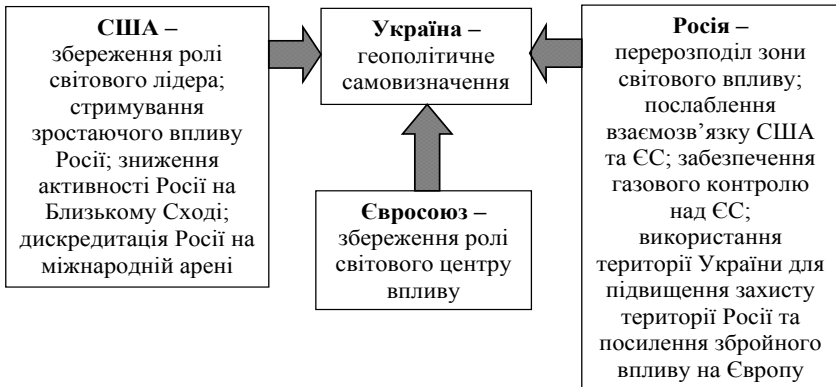 США –
збереження ролі
світового лідера;
стримування
зростаючого впливу
Росії; зниження
активності Росії на
Близькому Сході;
дискредитація Росії на
міжнародній арені
Україна –
геополітичне
самовизначення
Євросоюз –
збереження ролі
світового центру
впливу
Росія –
перерозподіл зони
світового впливу;
послаблення
взаємозв’язку США
та ЄС; забезпечення
газового контролю
над ЄС;
використання
території України для
підвищення захисту
території Росії та
посилення збройного
впливу на Європу